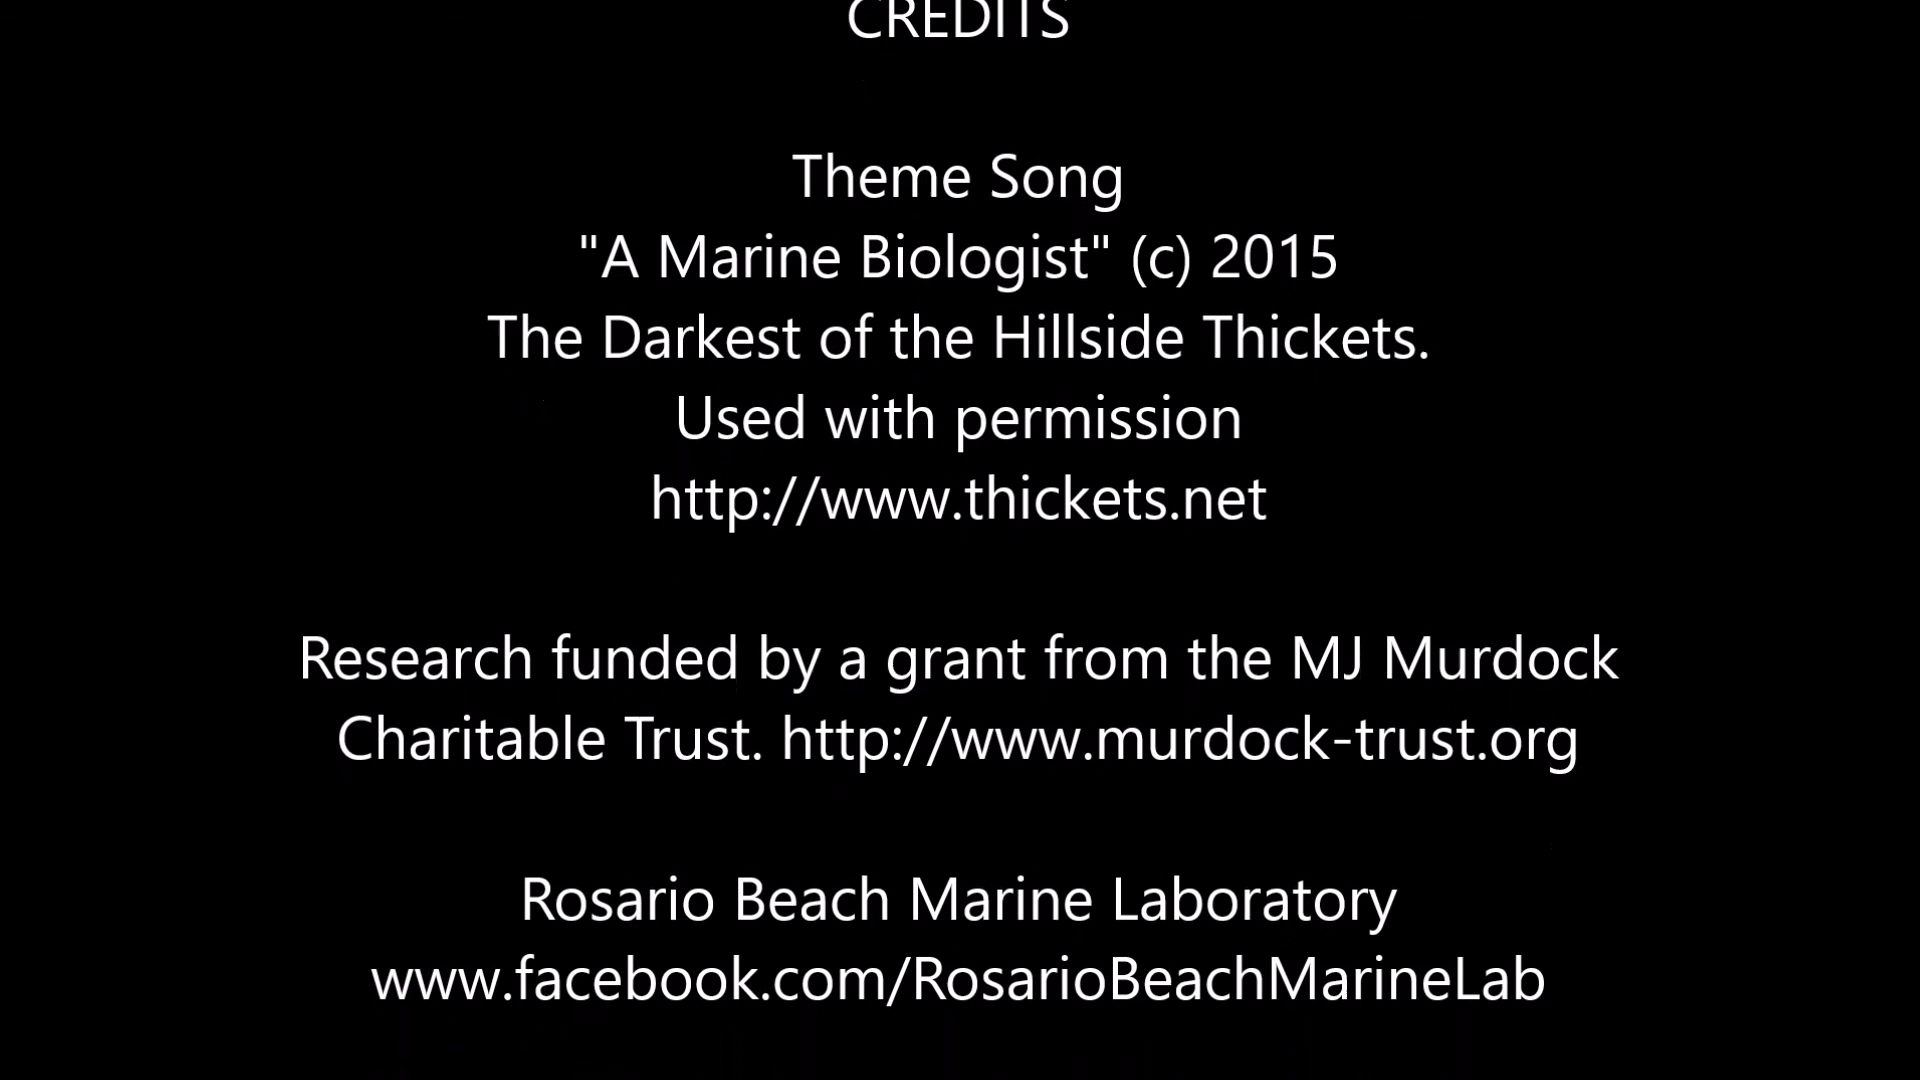 CREDITS
Theme Song
"A Marine Biologist" (c) 2015
The Darkest of the Hillside Thickets.
Used with permission
http://www.thickets.net
Research funded by a grant from the MJ Murdock
Charitable Trust. http://www.murdock-trust.org
Rosario Beach Marine Laboratory
www.facebook.com/RosarioBeachMarineLab